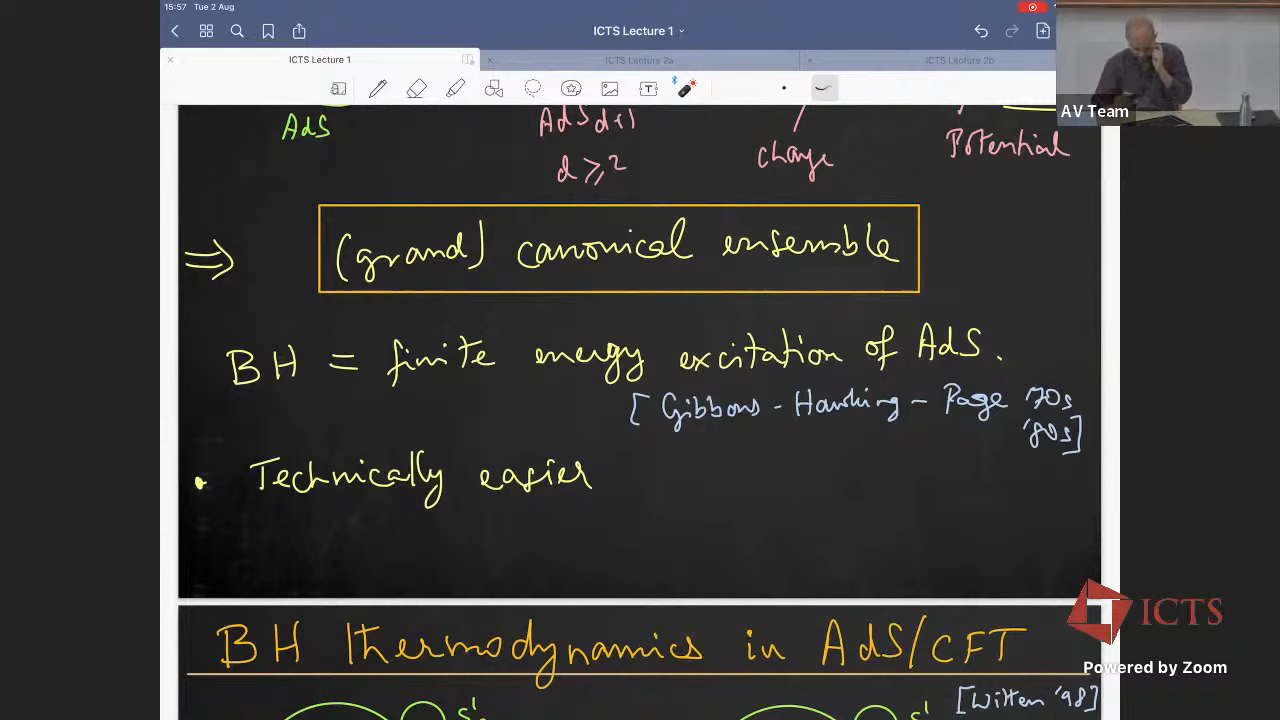 15:57 Tue 2 Aug
ICTS Lecture 1
ICTS Lecture 1
ICTS Lecture 2a
ICTS Lecture 2b
AV Team
AdS
AdS d+1
d ⩾ 2
charge
Potential
⇒ (grand) canonical ensemble
BH = finite energy excitation of AdS.
[Gibbons - Hawking - Page '70s
'80s]
• Technically easier
ICTS
Powered by Zoom
BH thermodynamics in AdS/CFT
[Witten '98]
S¹
S¹